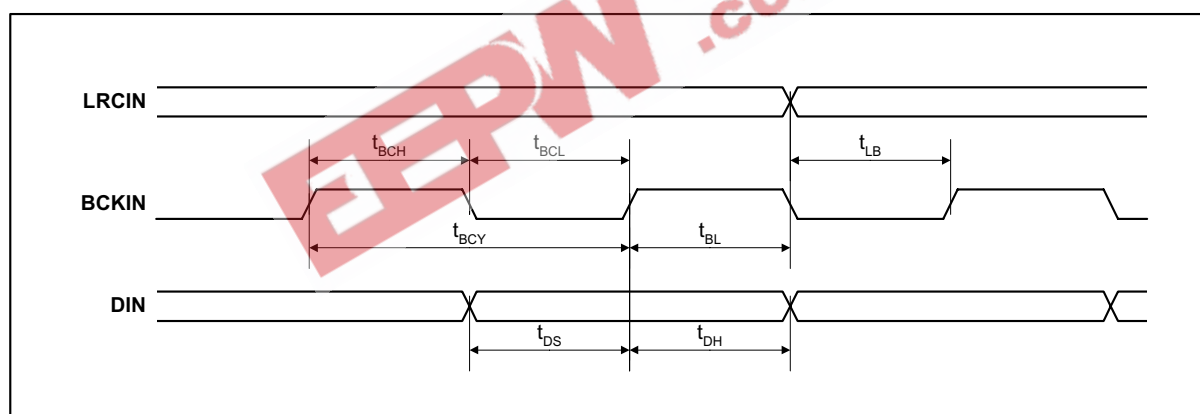 EEPW .co
LRCIN
tBCH
tBCL
tLB
BCKIN
tBCY
tBL
DIN
tDS
tDH